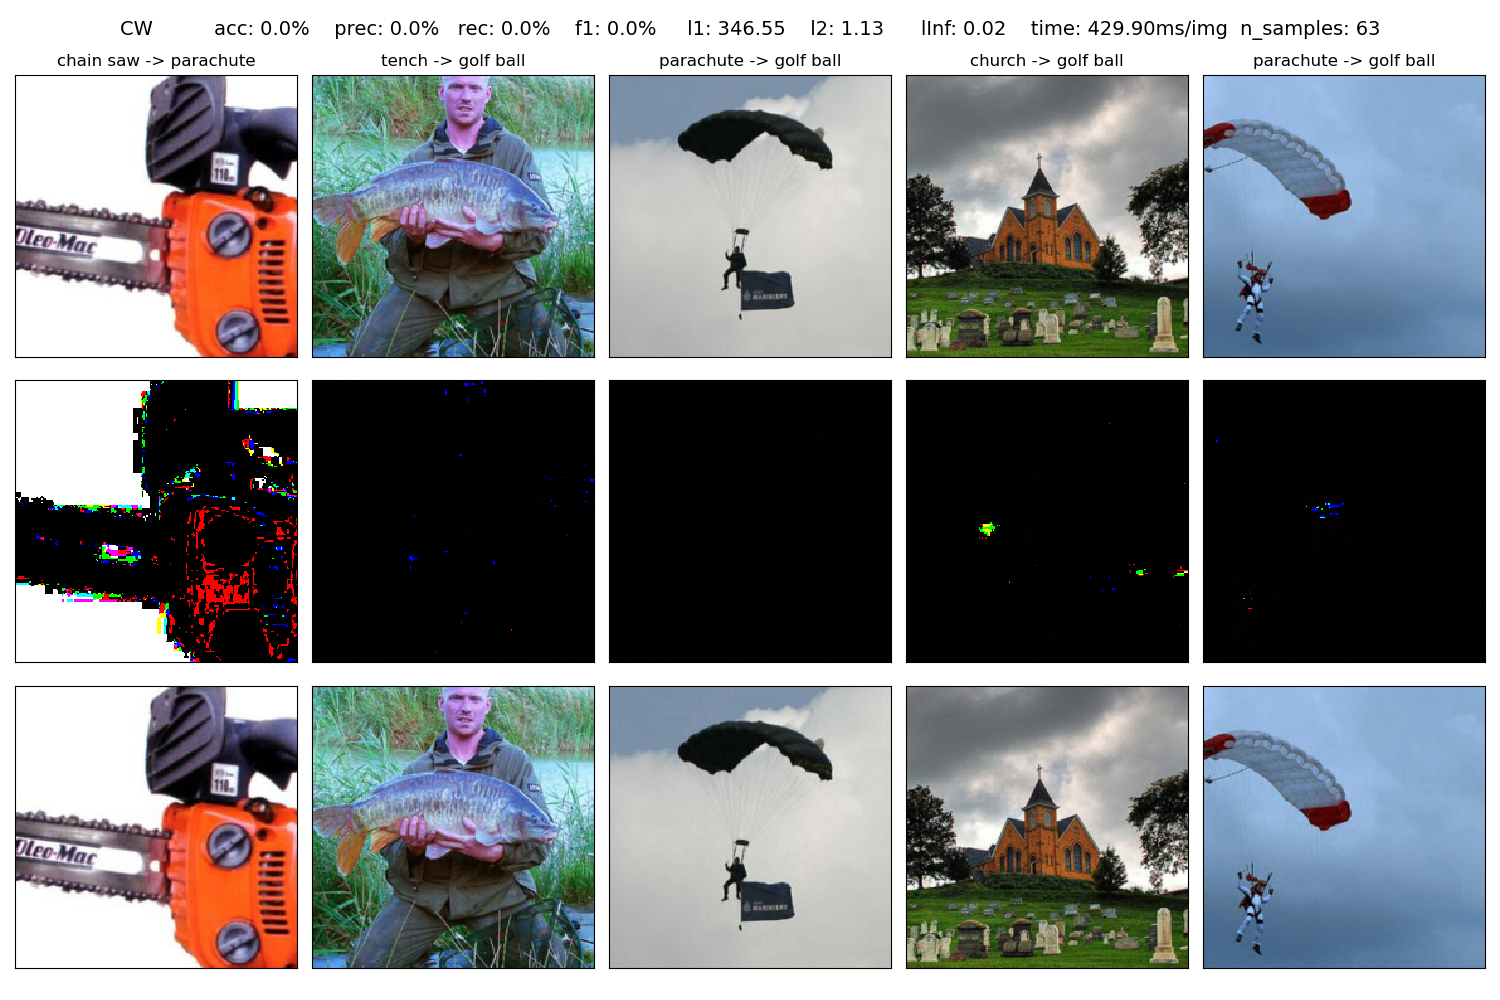 CW acc: 0.0% prec: 0.0% rec: 0.0% f1: 0.0% l1: 346.55 l2: 1.13 lInf: 0.02 time: 429.90ms/img n_samples: 63
chain saw -> parachute
tench -> golf ball
parachute -> golf ball
church -> golf ball
parachute -> golf ball
110
Oleo-Mac
MARINIERS
110
Oleo-Mac
MARINIERS